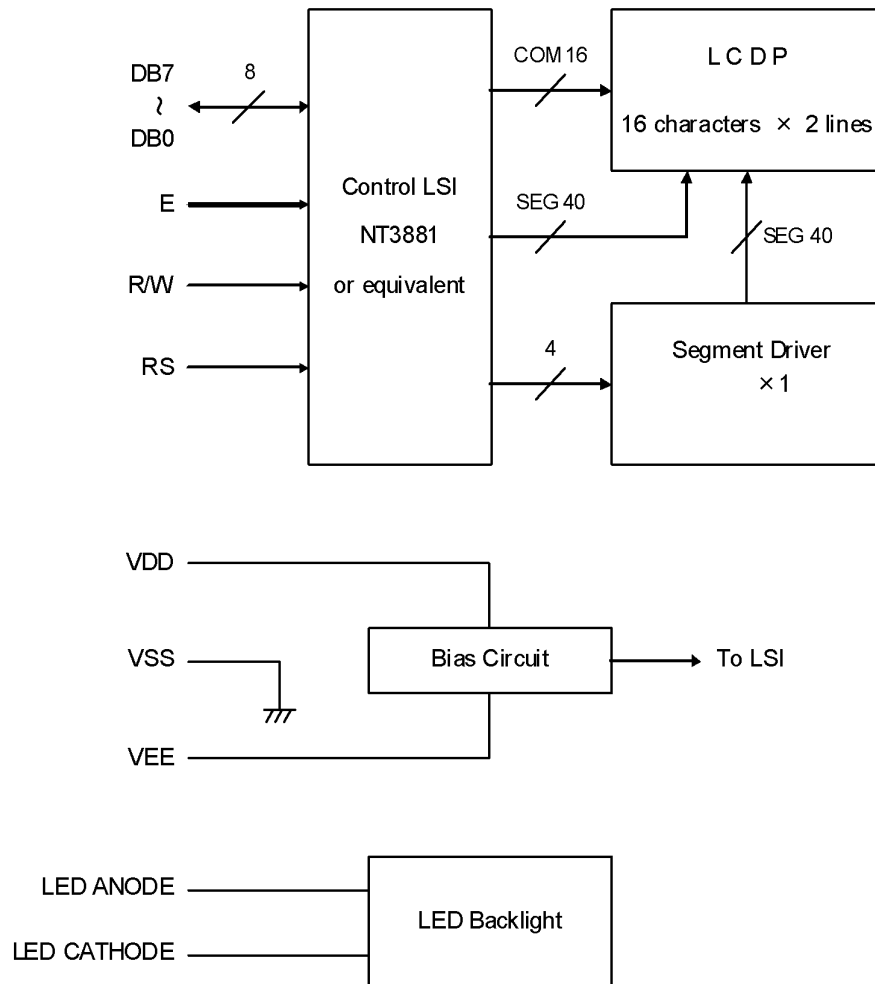 DB7
~
DB0
8
E
R/W
RS
Control LSI
NT3881
or equivalent
COM 16
SEG 40
4
L C D P
16 characters × 2 lines
SEG 40
Segment Driver
× 1
VDD
VSS
VEE
Bias Circuit
To LSI
LED ANODE
LED CATHODE
LED Backlight